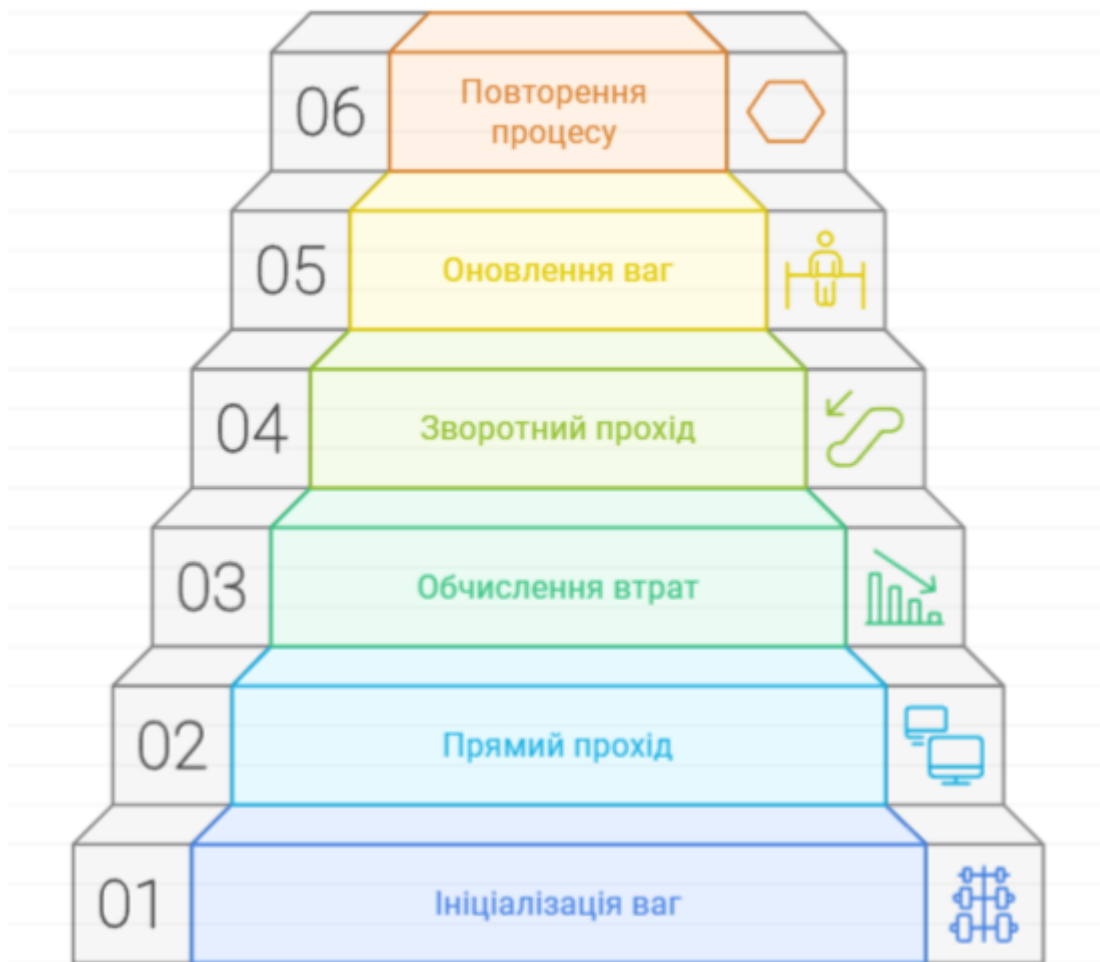 06
Повторення
процесу
05
Оновлення ваг
04
Зворотний прохід
03
Обчислення втрат
02
Прямий прохід
01
Ініціалізація ваг